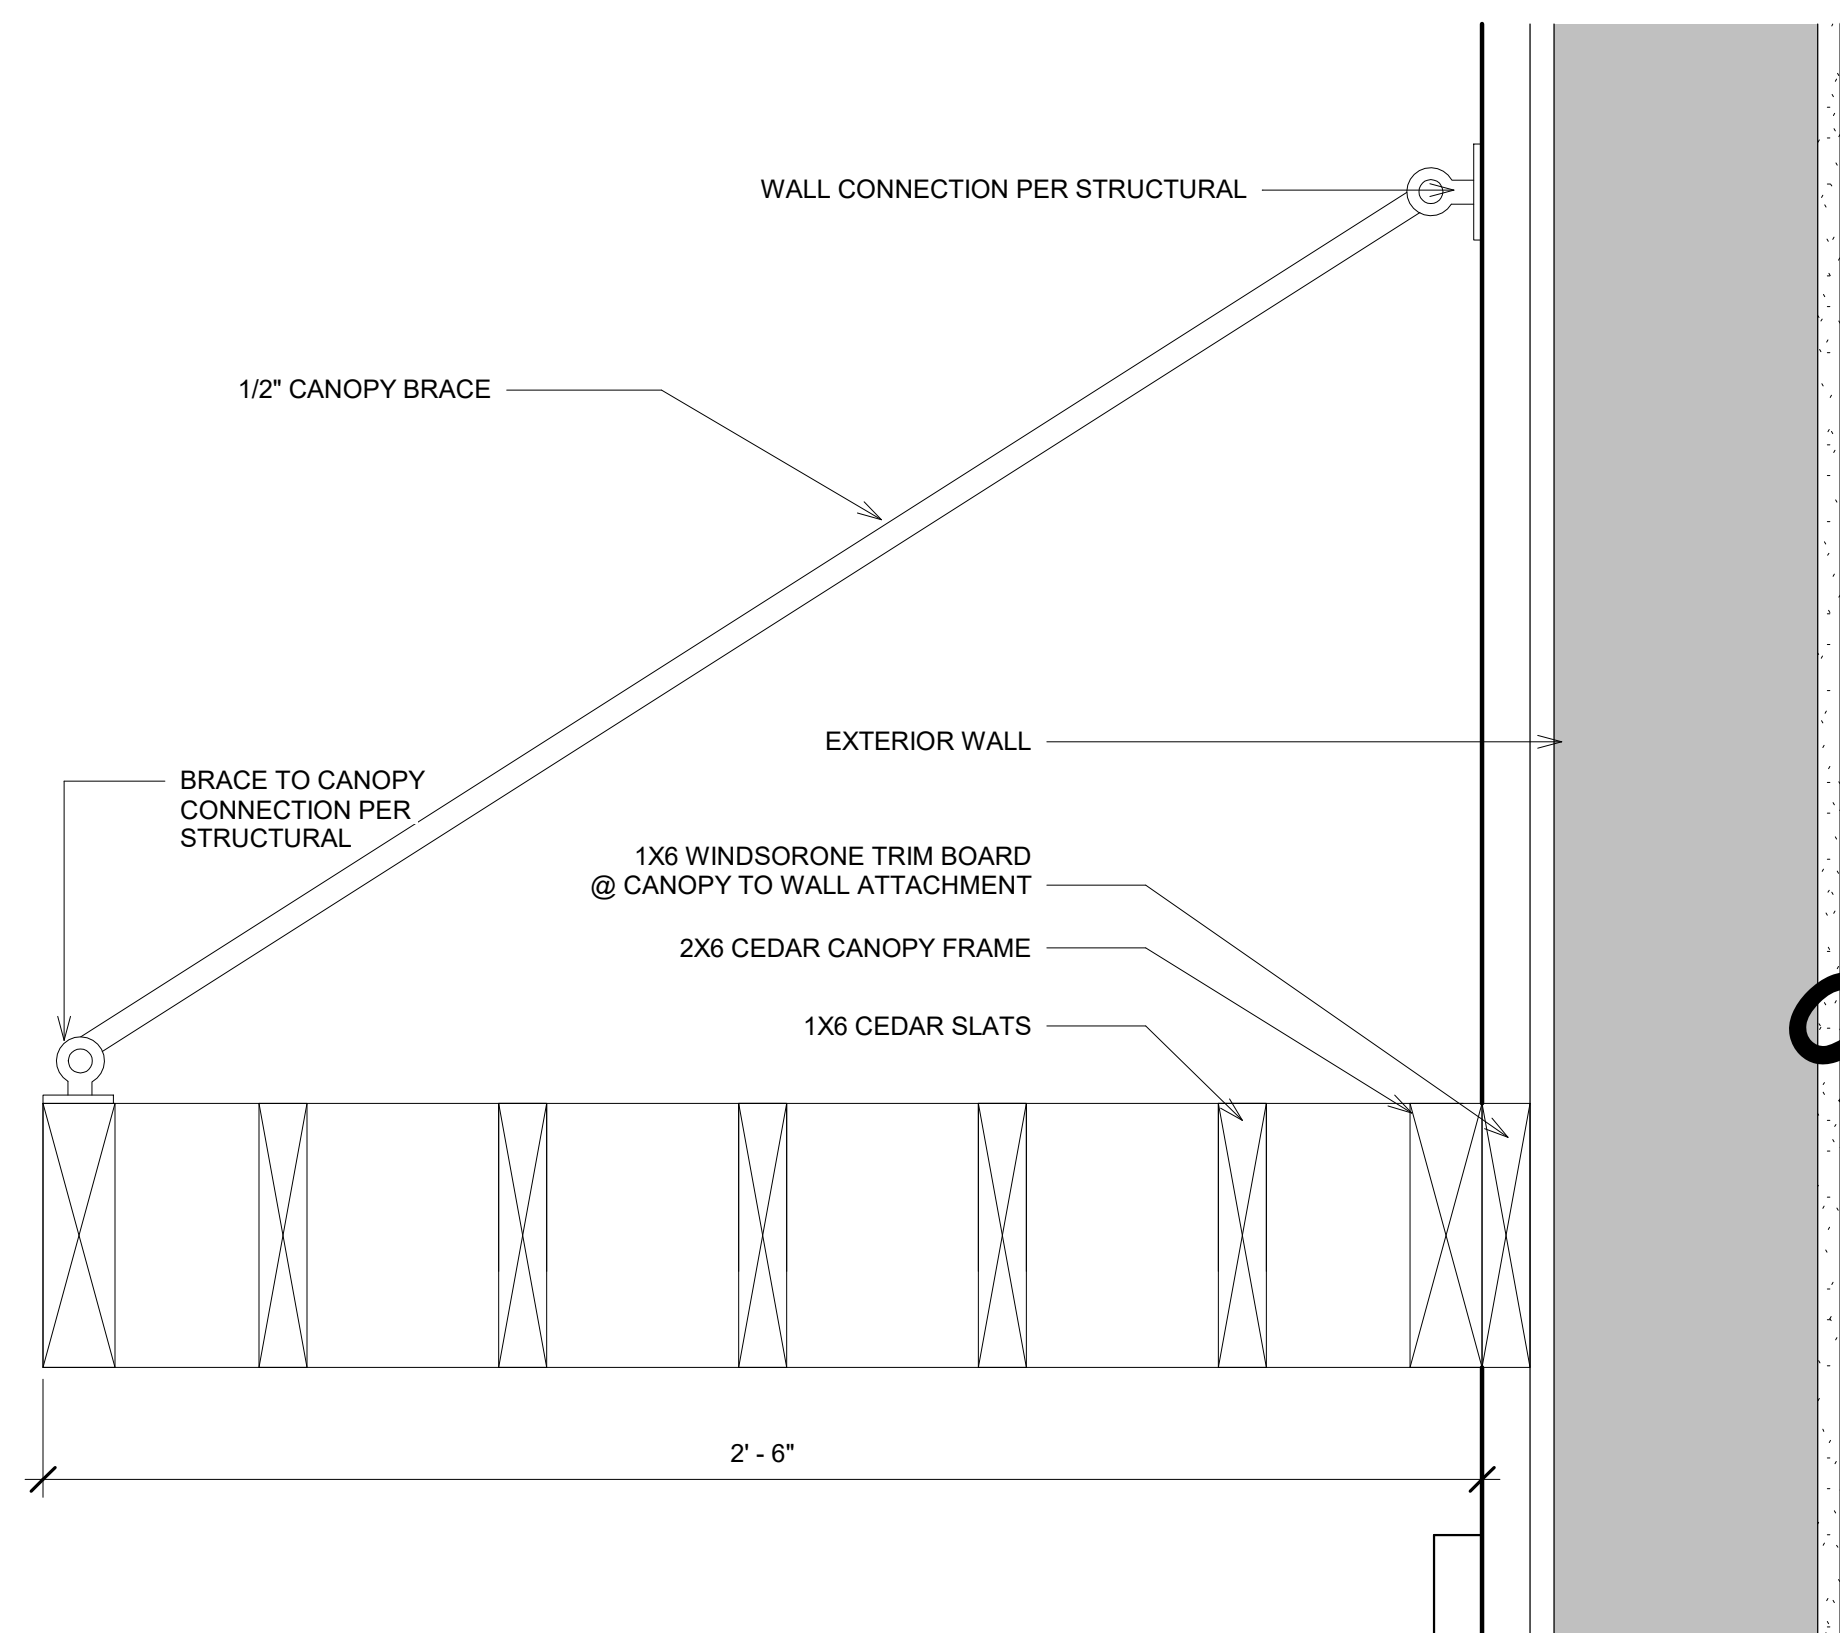 WALL CONNECTION PER STRUCTURAL
1/2" CANOPY BRACE
EXTERIOR WALL
BRACE TO CANOPY
CONNECTION PER
STRUCTURAL
1X6 WINDSORONE TRIM BOARD
@ CANOPY TO WALL ATTACHMENT
2X6 CEDAR CANOPY FRAME
1X6 CEDAR SLATS
2' - 6"